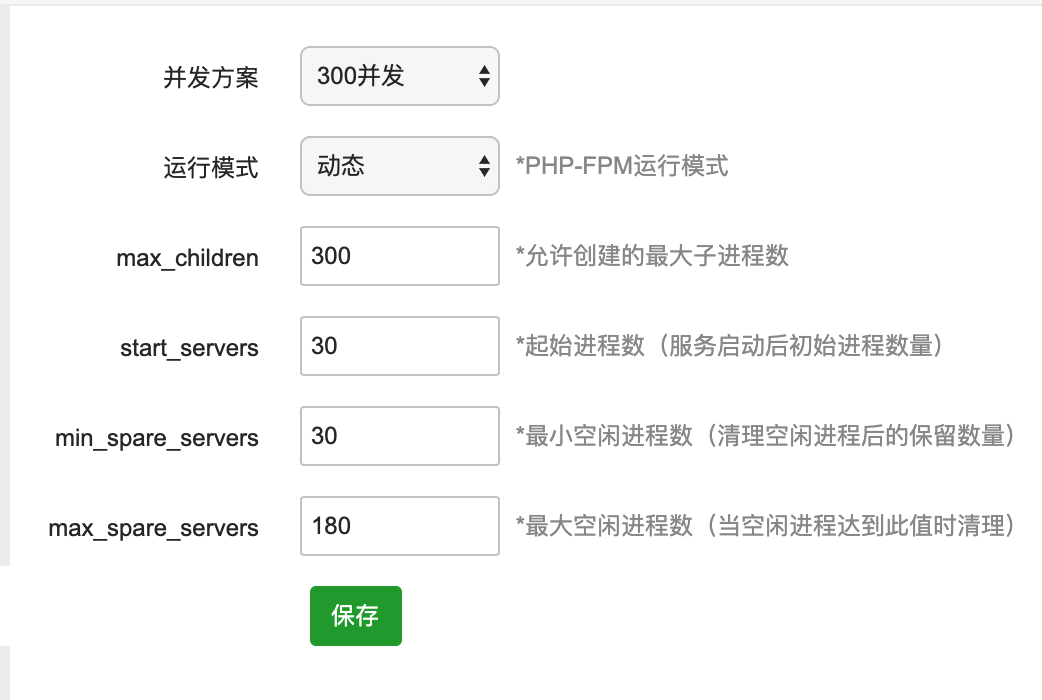 并发方案 300并发
运行模式 动态 *PHP-FPM运行模式
max_children 300 *允许创建的最大子进程数
start_servers 30 *起始进程数（服务启动后初始进程数量）
min_spare_servers 30 *最小空闲进程数（清理空闲进程后的保留数量）
max_spare_servers 180 *最大空闲进程数（当空闲进程达到此值时清理）
保存